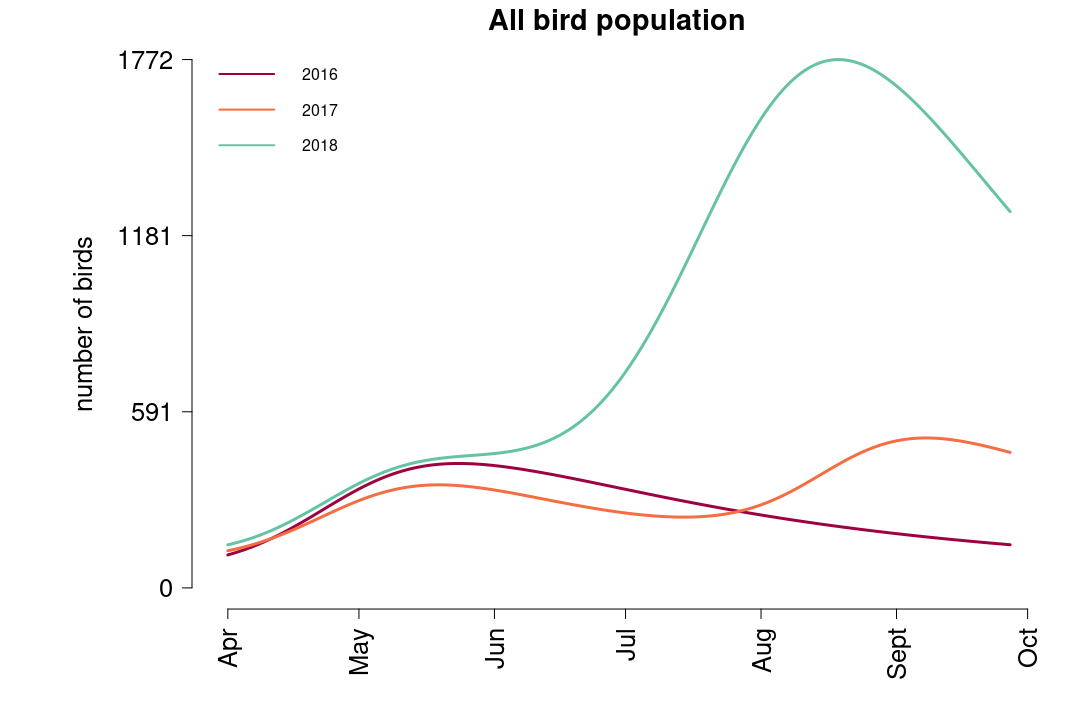 All bird population
1772
1181
591
0
number of birds
2016
2017
2018
Apr
May
Jun
Jul
Aug
Sept
Oct